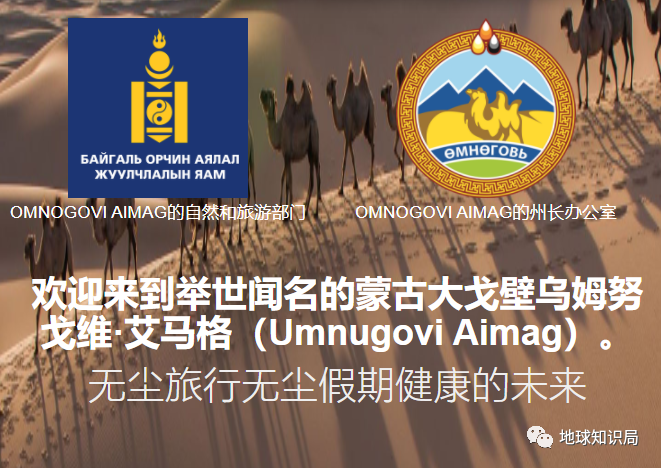 БАЙГАЛЬ ОРЧИН АЯЛАЛ
ЖУУЛЧЛАЛЫН ЯАМ
ӨМНӨГОВЬ
OMNOGOVI AIMAG的自然和旅游部门
OMNOGOVI AIMAG的州长办公室
欢迎来到举世闻名的蒙古大戈壁乌姆努
戈维·艾马格（Umnugovi Aimag）。
无尘旅行无尘假期健康的未来
地球知识局